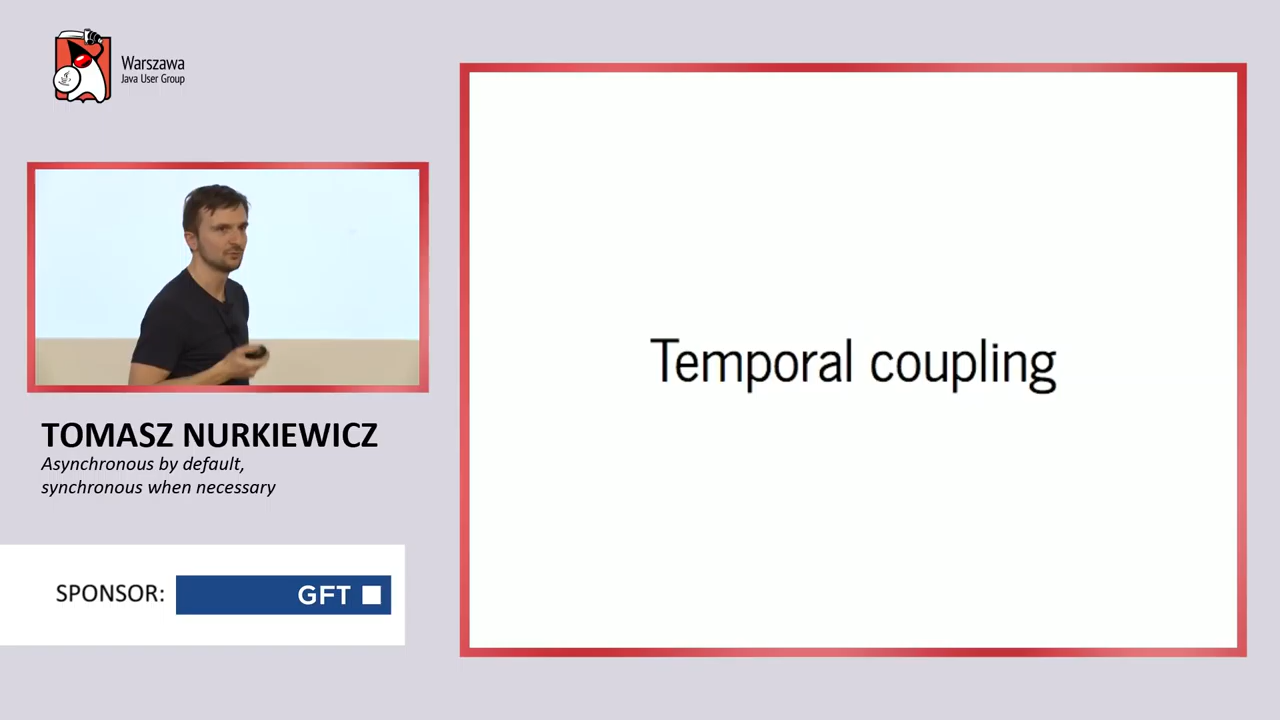 Warszawa
Java User Group
Temporal coupling
TOMASZ NURKIEWICZ
Asynchronous by default,
synchronous when necessary
SPONSOR:
GFT